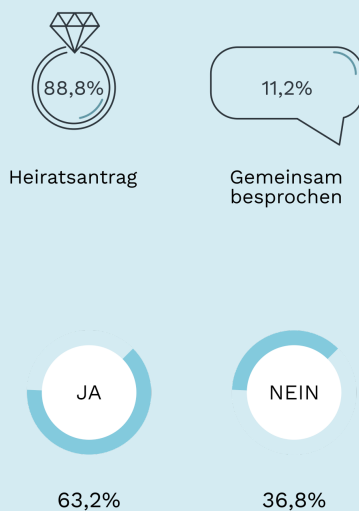 88,8%
11,2%
Heiratsantrag
Gemeinsam
besprochen
JA
NEIN
63,2%
36,8%